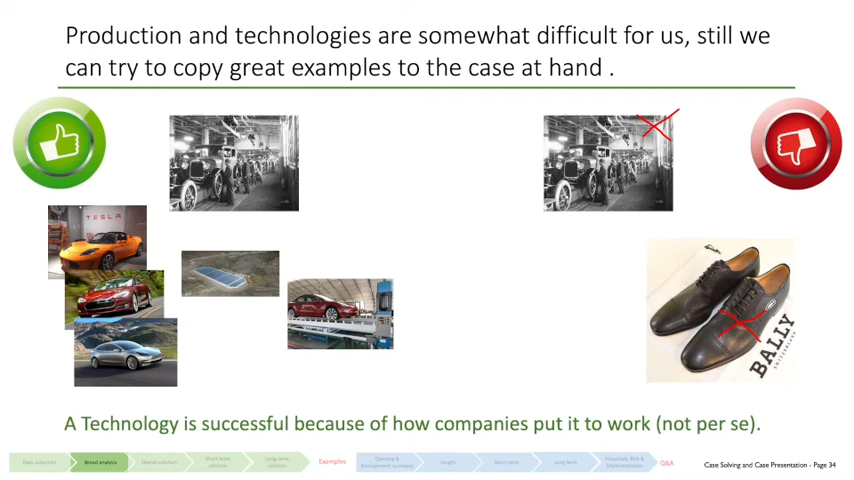 Production and technologies are somewhat difficult for us, still we
can try to copy great examples to the case at hand .
TESLA
BALLY
SWITZERLAND
A Technology is successful because of how companies put it to work (not per se).
Data collection
Broad analysis
Overall solution
Short-term
solution
Long-term
solution
Examples
Opening &
Management summary
Insight
Short-term
Long-term
Financials, Risk &
Implementation
Q&A
Case Solving and Case Presentation - Page 34